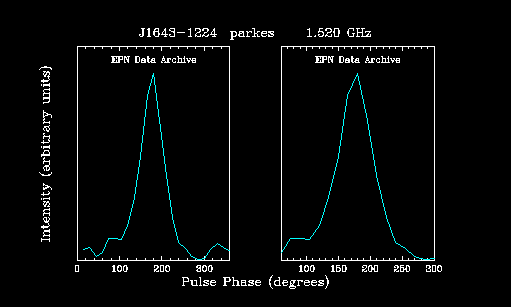 J1643-1224 parkes 1.520 GHz
EPN Data Archive EPN Data Archive
Intensity (arbitrary units)
0 100 200 300 100 150 200 250 300
Pulse Phase (degrees)